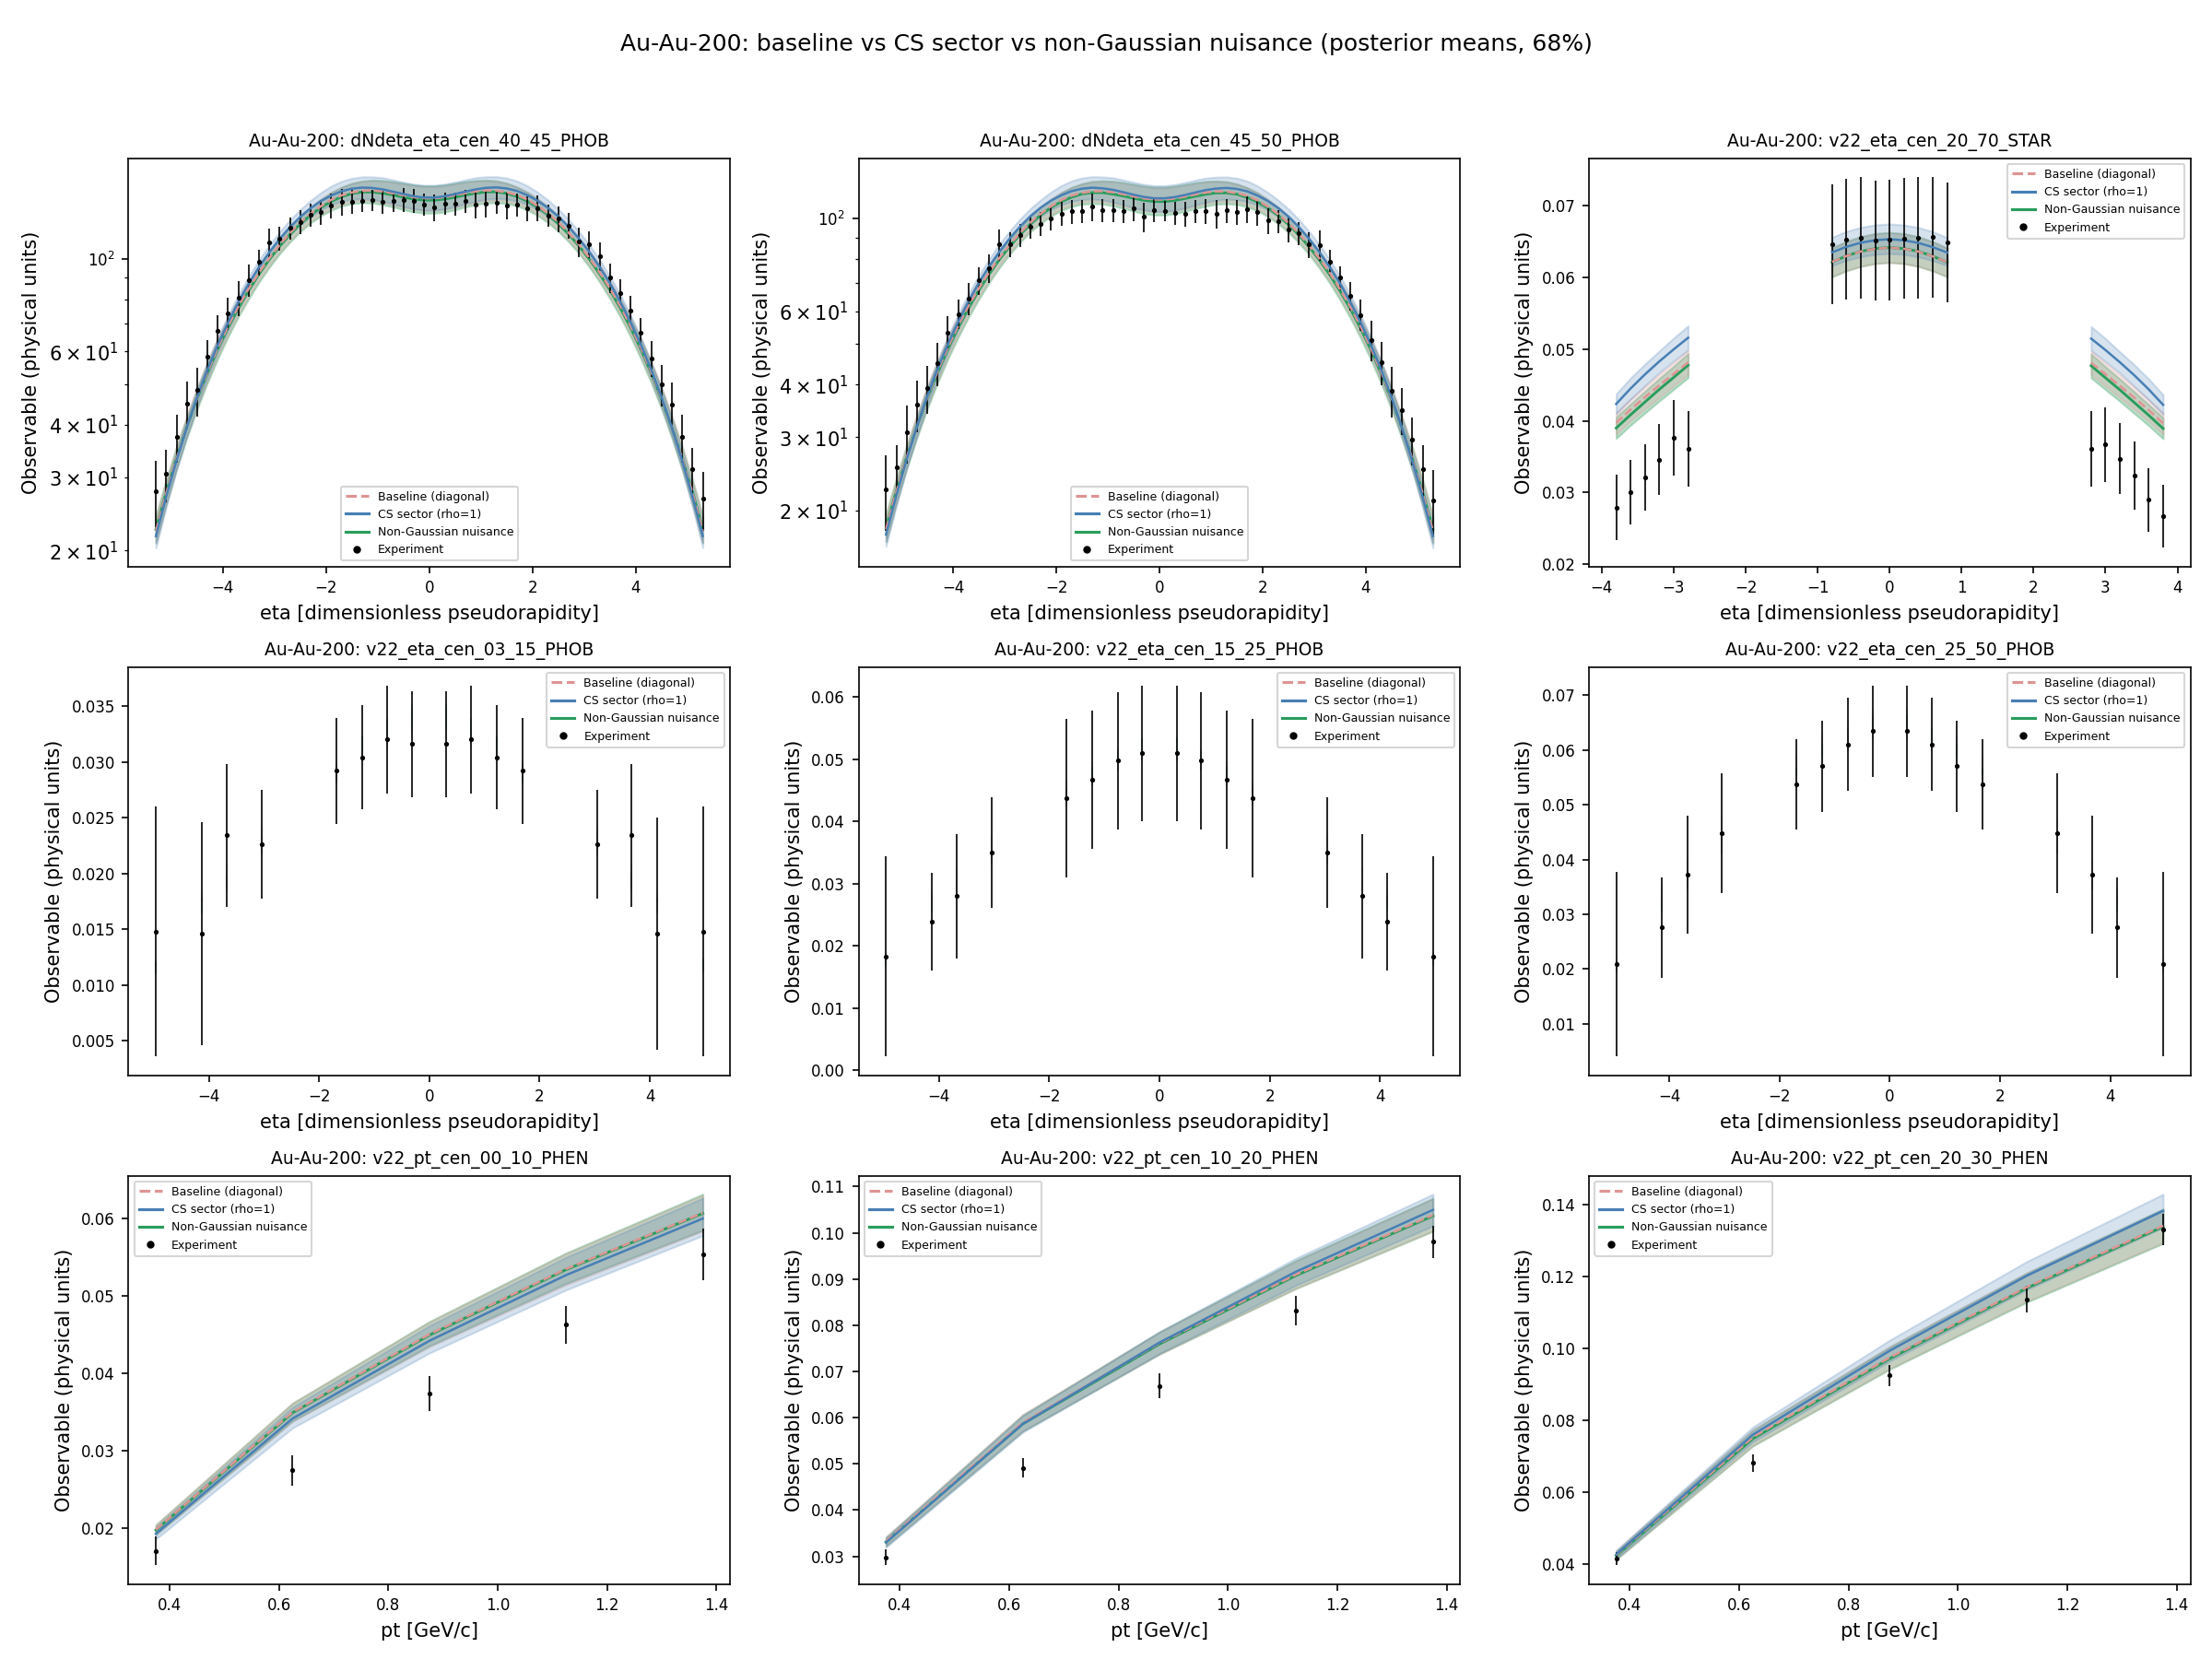 Au-Au-200: baseline vs CS sector vs non-Gaussian nuisance (posterior means, 68%)
Au-Au-200: dNdeta_eta_cen_40_45_PHOB
Observable (physical units)
10²
6 × 10¹
4 × 10¹
3 × 10¹
2 × 10¹
Baseline (diagonal)
CS sector (rho=1)
Non-Gaussian nuisance
Experiment
−4 −2 0 2 4
eta [dimensionless pseudorapidity]
Au-Au-200: dNdeta_eta_cen_45_50_PHOB
Observable (physical units)
10²
6 × 10¹
4 × 10¹
3 × 10¹
2 × 10¹
Baseline (diagonal)
CS sector (rho=1)
Non-Gaussian nuisance
Experiment
−4 −2 0 2 4
eta [dimensionless pseudorapidity]
Au-Au-200: v22_eta_cen_20_70_STAR
Observable (physical units)
0.07
0.06
0.05
0.04
0.03
0.02
Baseline (diagonal)
CS sector (rho=1)
Non-Gaussian nuisance
Experiment
−4 −3 −2 −1 0 1 2 3 4
eta [dimensionless pseudorapidity]
Au-Au-200: v22_eta_cen_03_15_PHOB
Observable (physical units)
0.035
0.030
0.025
0.020
0.015
0.010
0.005
Baseline (diagonal)
CS sector (rho=1)
Non-Gaussian nuisance
Experiment
−4 −2 0 2 4
eta [dimensionless pseudorapidity]
Au-Au-200: v22_eta_cen_15_25_PHOB
Observable (physical units)
0.06
0.05
0.04
0.03
0.02
0.01
0.00
Baseline (diagonal)
CS sector (rho=1)
Non-Gaussian nuisance
Experiment
−4 −2 0 2 4
eta [dimensionless pseudorapidity]
Au-Au-200: v22_eta_cen_25_50_PHOB
Observable (physical units)
0.07
0.06
0.05
0.04
0.03
0.02
0.01
Baseline (diagonal)
CS sector (rho=1)
Non-Gaussian nuisance
Experiment
−4 −2 0 2 4
eta [dimensionless pseudorapidity]
Au-Au-200: v22_pt_cen_00_10_PHEN
Observable (physical units)
0.06
0.05
0.04
0.03
0.02
Baseline (diagonal)
CS sector (rho=1)
Non-Gaussian nuisance
Experiment
0.4 0.6 0.8 1.0 1.2 1.4
pt [GeV/c]
Au-Au-200: v22_pt_cen_10_20_PHEN
Observable (physical units)
0.11
0.10
0.09
0.08
0.07
0.06
0.05
0.04
0.03
Baseline (diagonal)
CS sector (rho=1)
Non-Gaussian nuisance
Experiment
0.4 0.6 0.8 1.0 1.2 1.4
pt [GeV/c]
Au-Au-200: v22_pt_cen_20_30_PHEN
Observable (physical units)
0.14
0.12
0.10
0.08
0.06
0.04
Baseline (diagonal)
CS sector (rho=1)
Non-Gaussian nuisance
Experiment
0.4 0.6 0.8 1.0 1.2 1.4
pt [GeV/c]